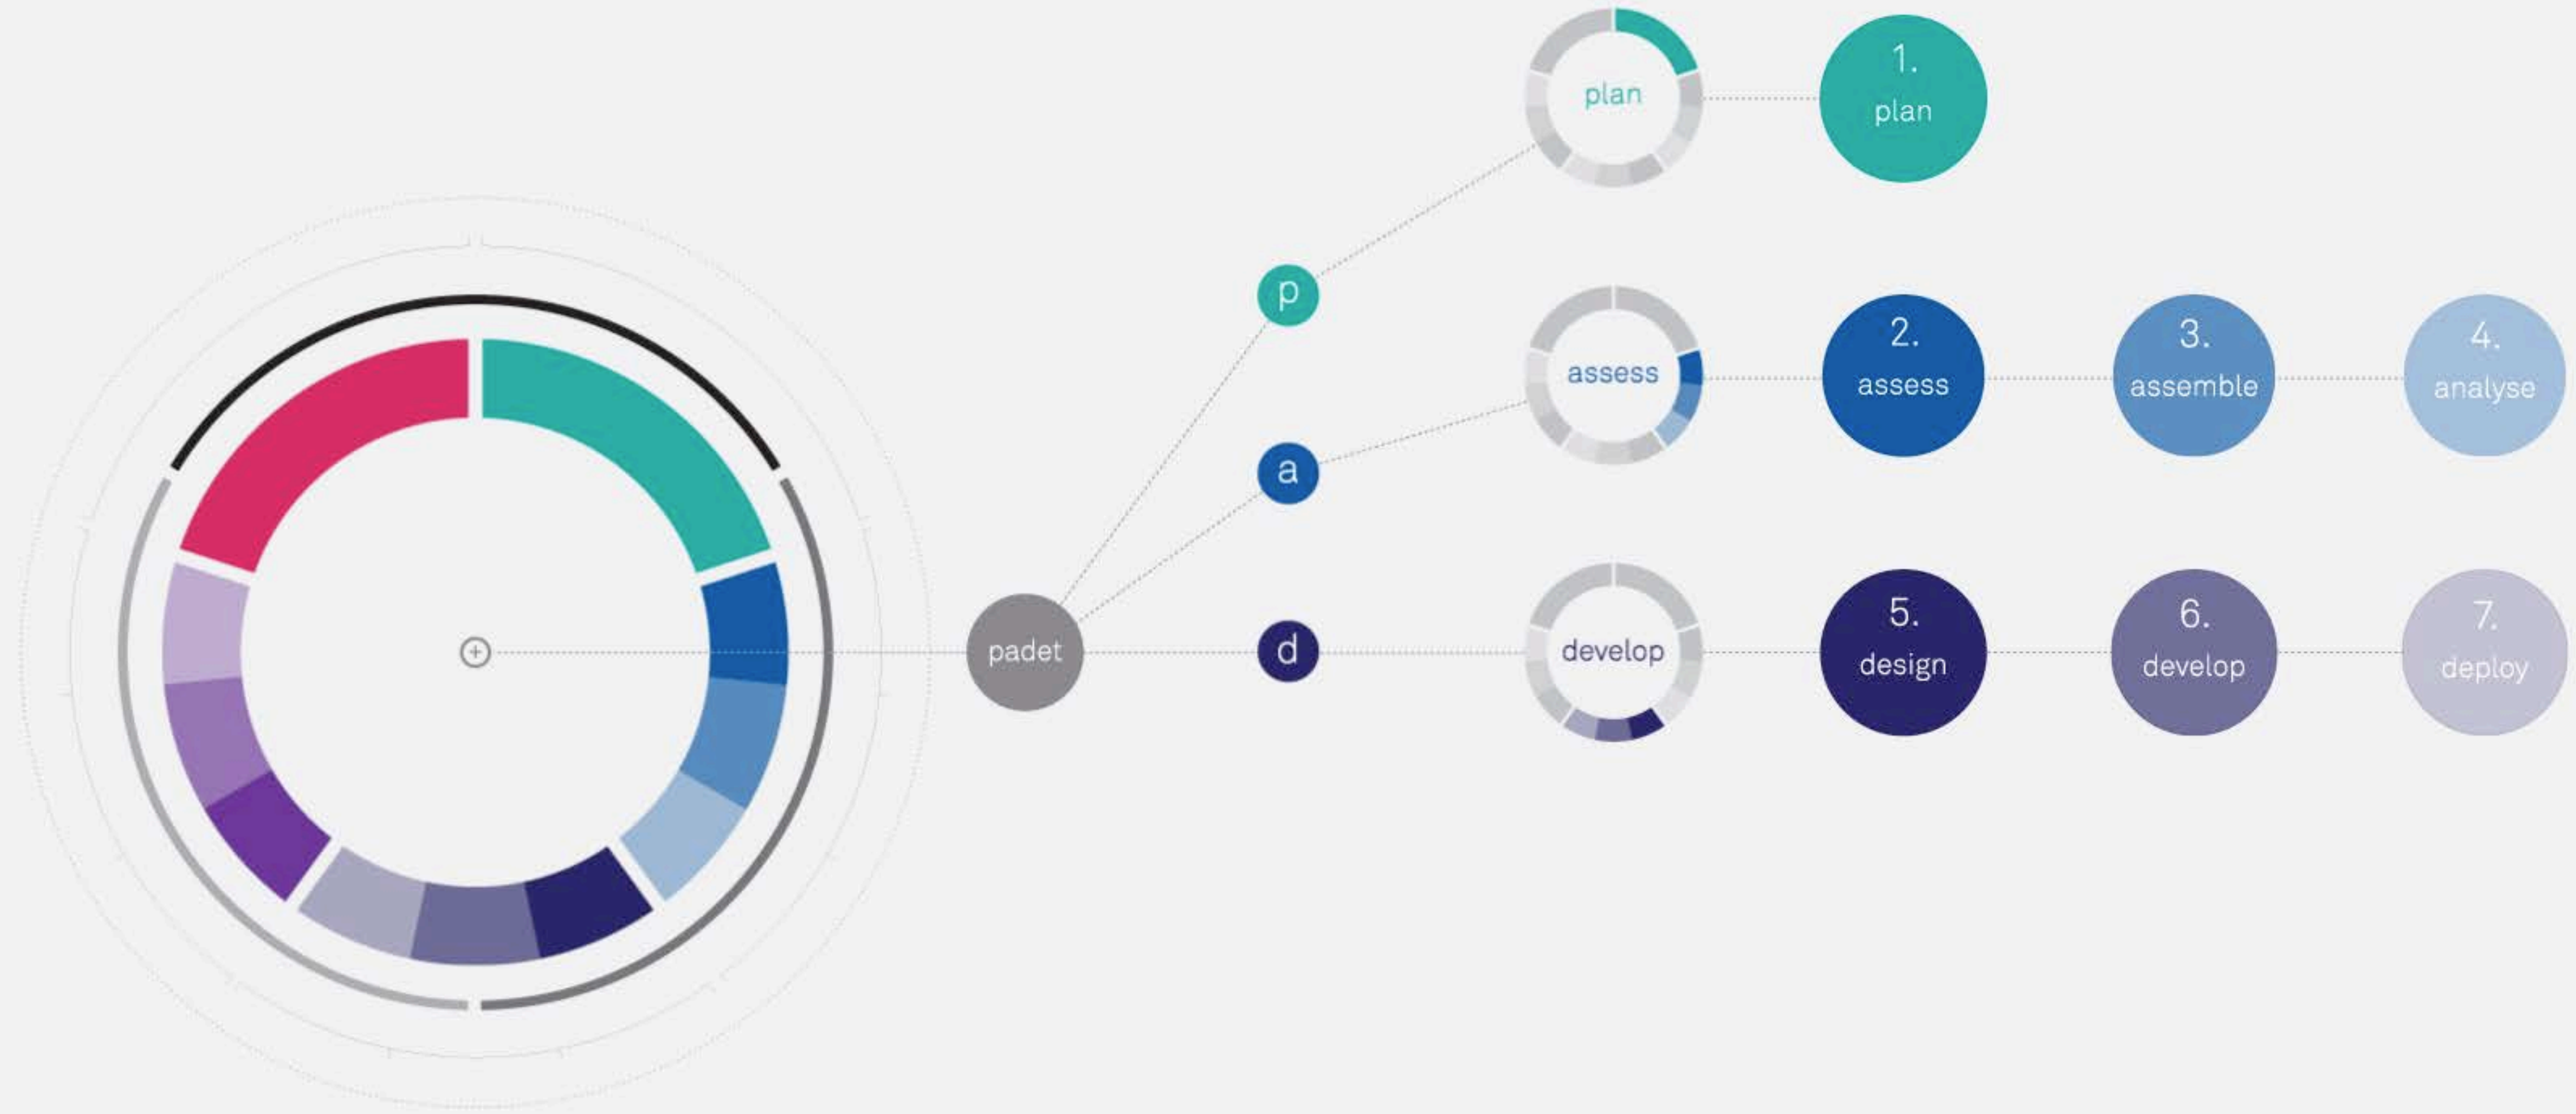 plan
1.
plan
p
assess
2.
assess
3.
assemble
4.
analyse
a
padet
d
develop
5.
design
6.
develop
7.
deploy